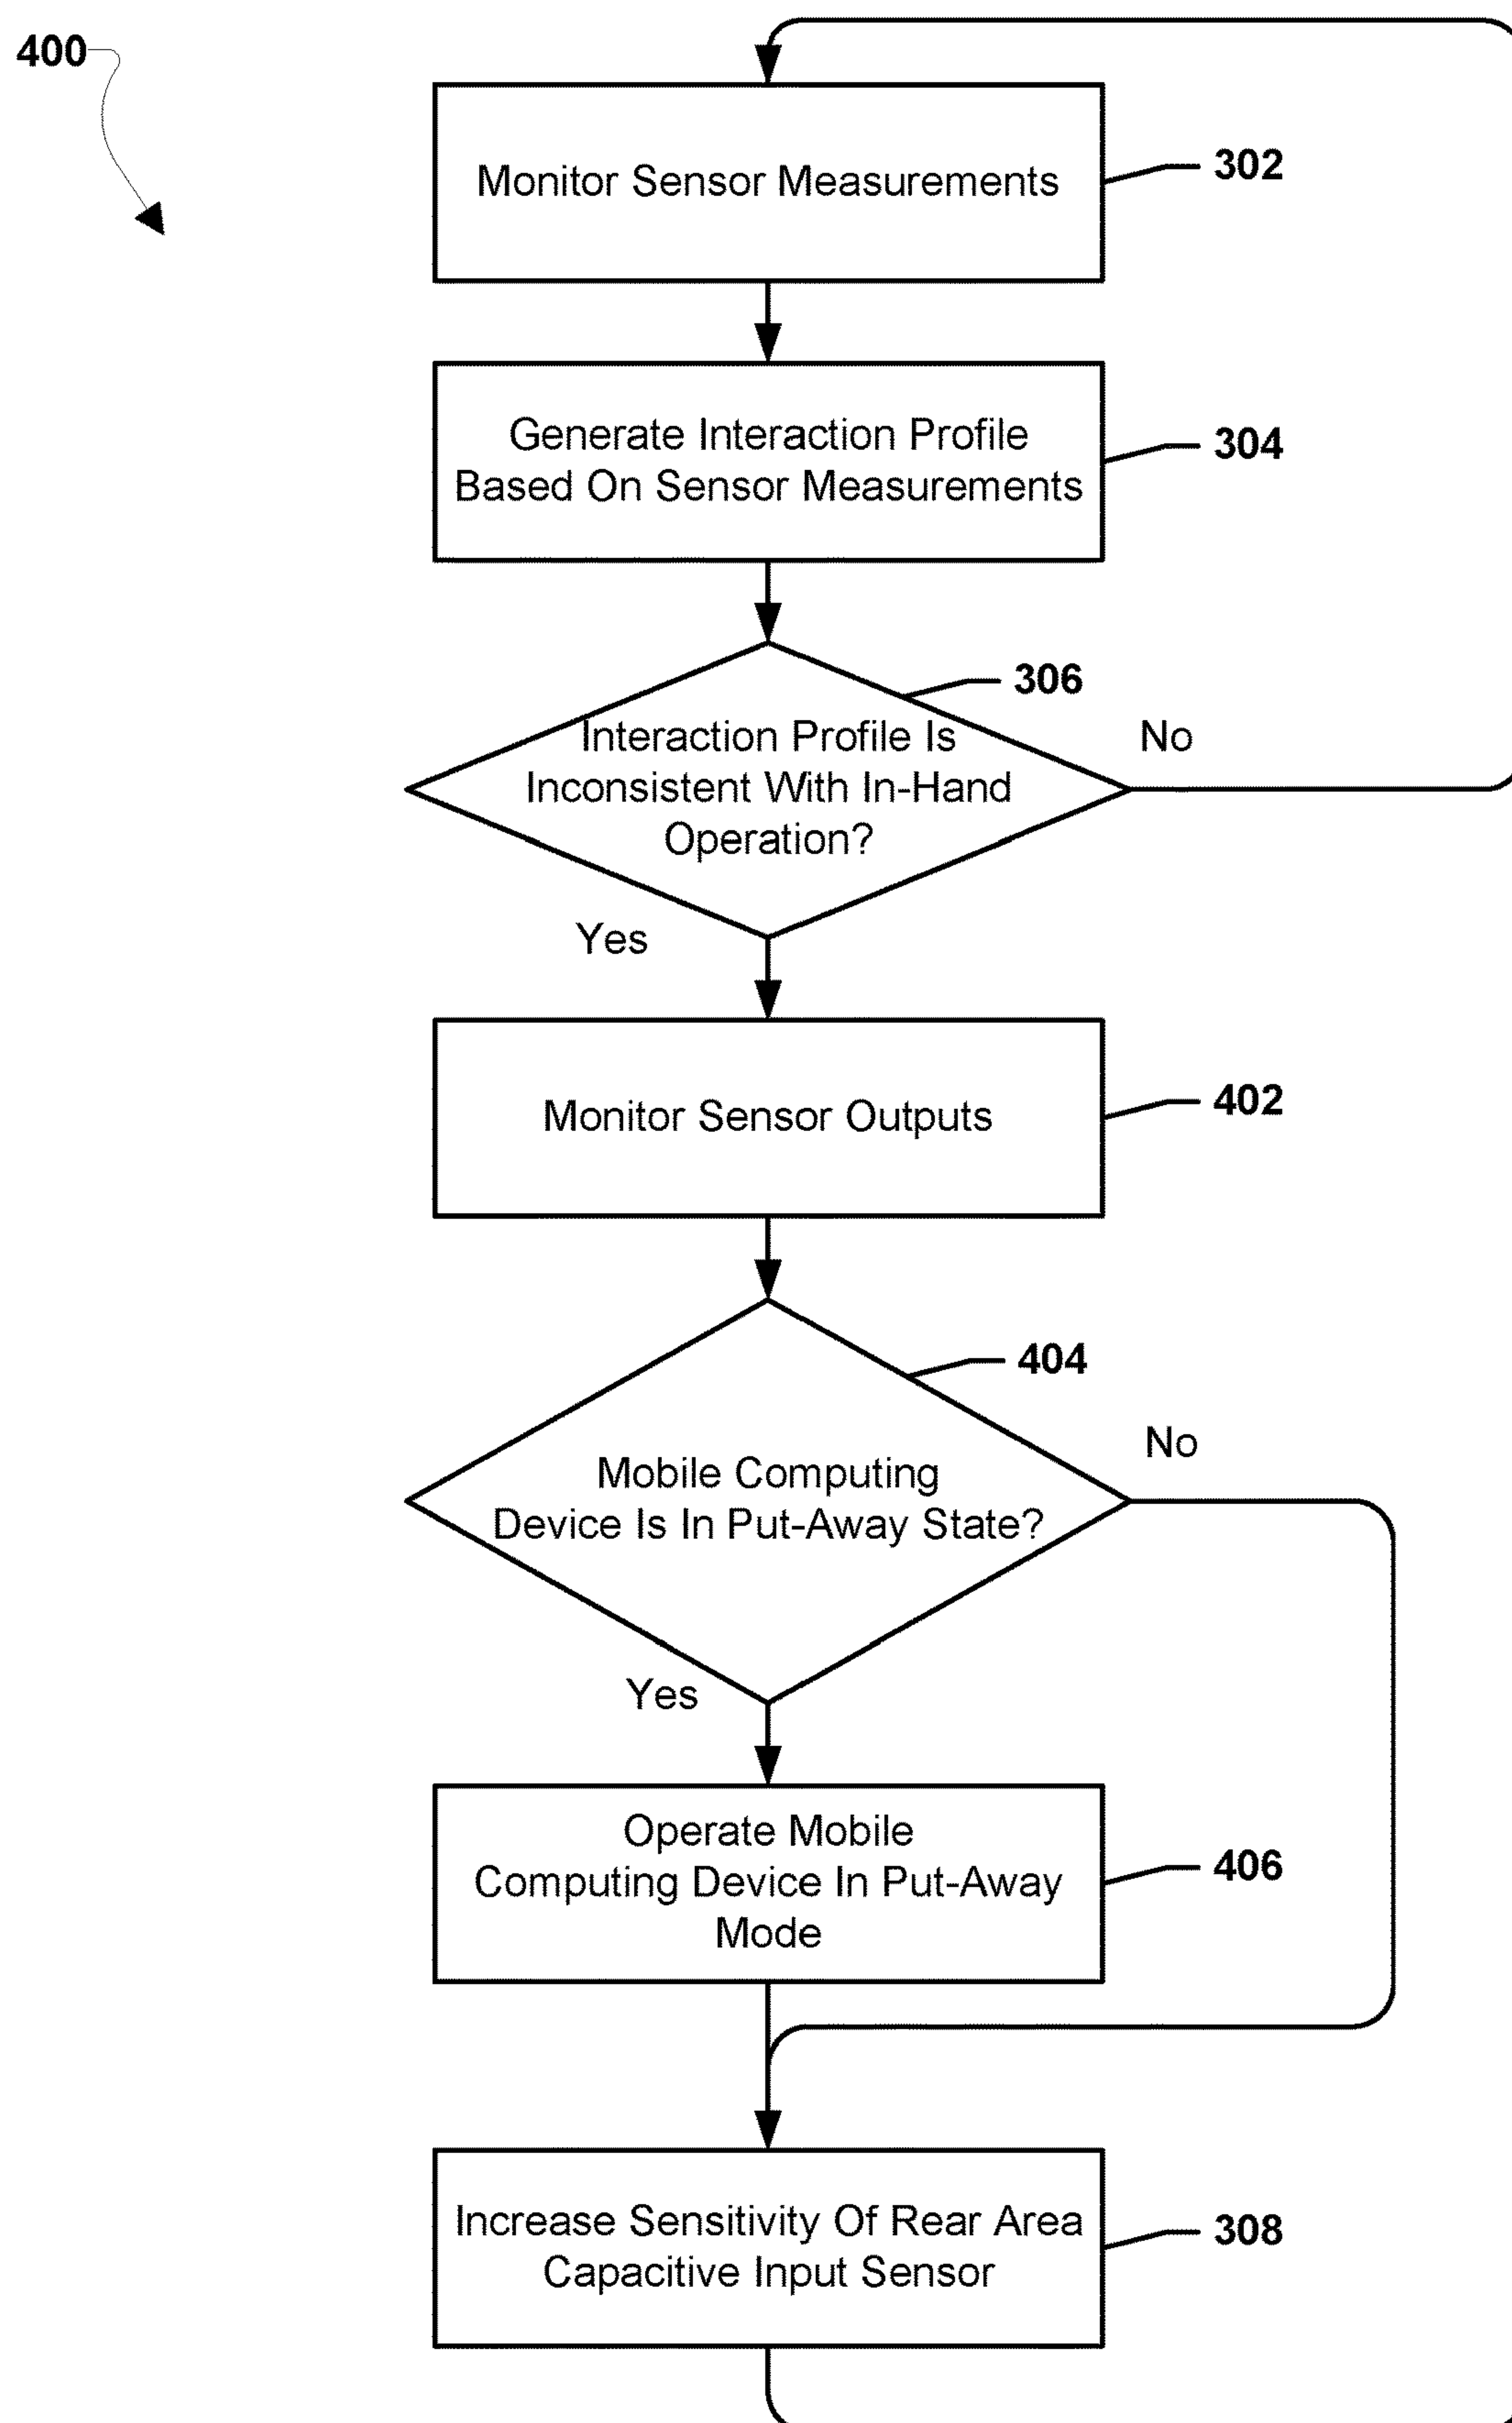 400
Monitor Sensor Measurements
302
Generate Interaction Profile
Based On Sensor Measurements
304
306
Interaction Profile Is
Inconsistent With In-Hand
Operation?
No
Yes
Monitor Sensor Outputs
402
404
No
Mobile Computing
Device Is In Put-Away State?
Yes
Operate Mobile
Computing Device In Put-Away
Mode
406
Increase Sensitivity Of Rear Area
Capacitive Input Sensor
308